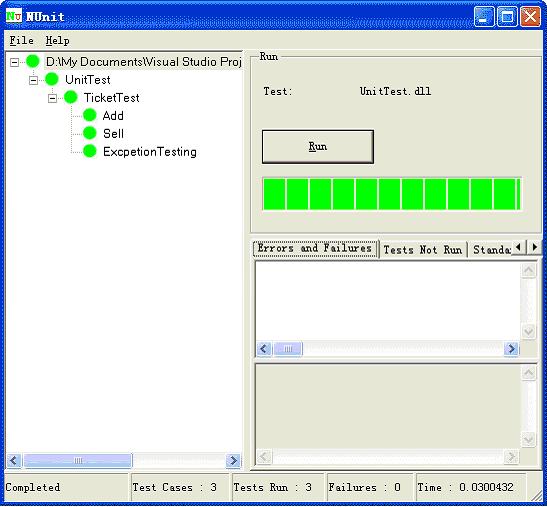 NUnit
File Help
D:\My Documents\Visual Studio Proj
UnitTest
TicketTest
Add
Sell
ExcpetionTesting
Run
Test: UnitTest.dll
Run
Errors and Failures Tests Not Run Standa
Completed Test Cases : 3 Tests Run : 3 Failures : 0 Time : 0.0300432